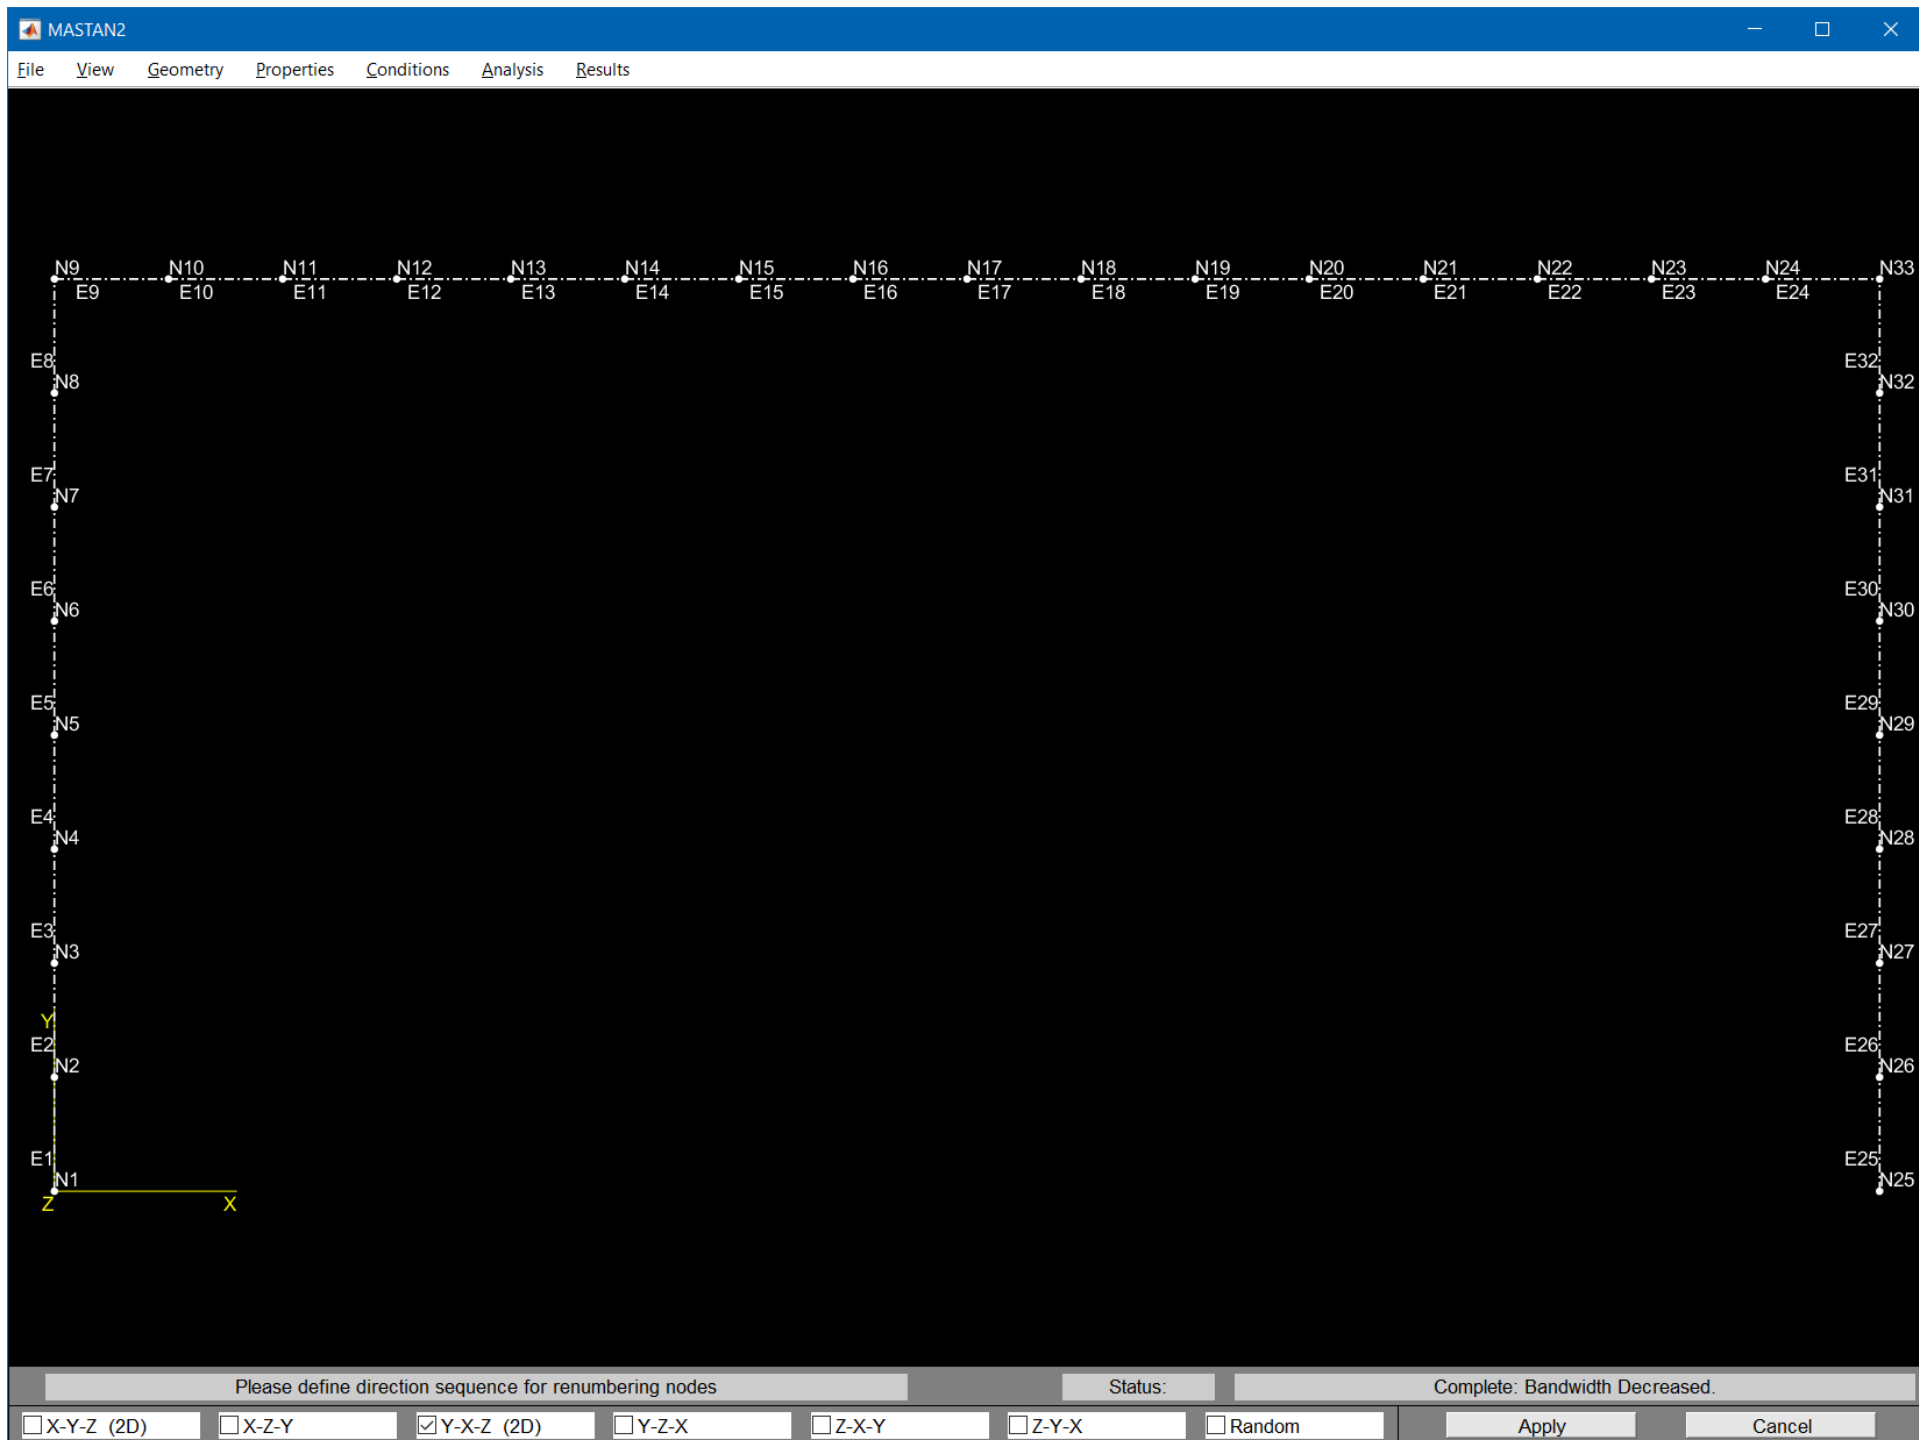 MASTAN2
File View Geometry Properties Conditions Analysis Results
N9 N10 N11 N12 N13 N14 N15 N16 N17 N18 N19 N20 N21 N22 N23 N24 N33
E9 E10 E11 E12 E13 E14 E15 E16 E17 E18 E19 E20 E21 E22 E23 E24
E8 E32
N8 N32
E7 E31
N7 N31
E6 E30
N6 N30
E5 E29
N5 N29
E4 E28
N4 N28
E3 E27
N3 N27
Y
E2 E26
N2 N26
E1 E25
N1 N25
Z X
Please define direction sequence for renumbering nodes Status: Complete: Bandwidth Decreased.
X-Y-Z (2D) X-Z-Y Y-X-Z (2D) Y-Z-X Z-X-Y Z-Y-X Random Apply Cancel